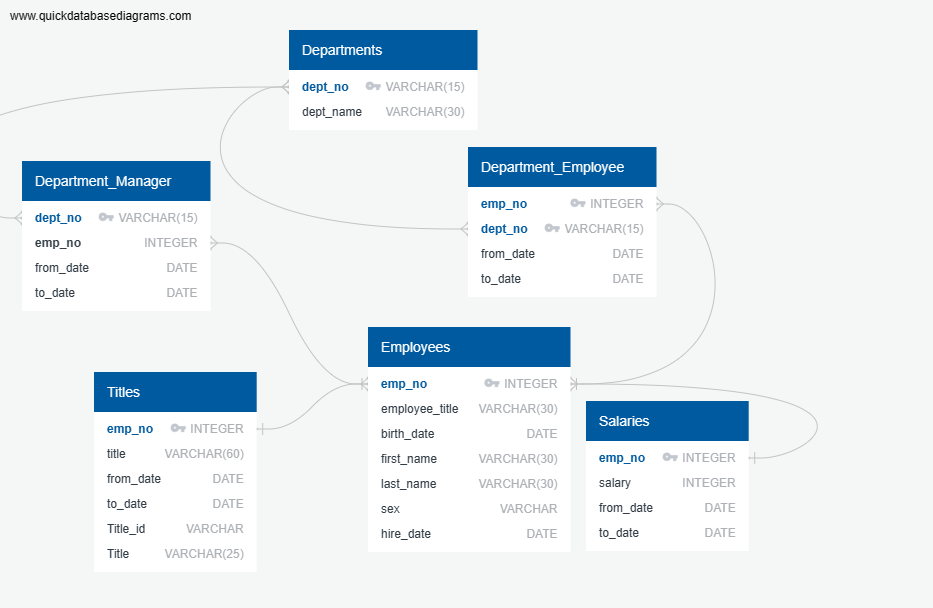 www.quickdatabasediagrams.com
Departments
dept_no VARCHAR(15)
dept_name VARCHAR(30)
Department_Manager
dept_no VARCHAR(15)
emp_no INTEGER
from_date DATE
to_date DATE
Department_Employee
emp_no INTEGER
dept_no VARCHAR(15)
from_date DATE
to_date DATE
Employees
emp_no INTEGER
employee_title VARCHAR(30)
birth_date DATE
first_name VARCHAR(30)
last_name VARCHAR(30)
sex VARCHAR
hire_date DATE
Titles
emp_no INTEGER
title VARCHAR(60)
from_date DATE
to_date DATE
Title_id VARCHAR
Title VARCHAR(25)
Salaries
emp_no INTEGER
salary INTEGER
from_date DATE
to_date DATE